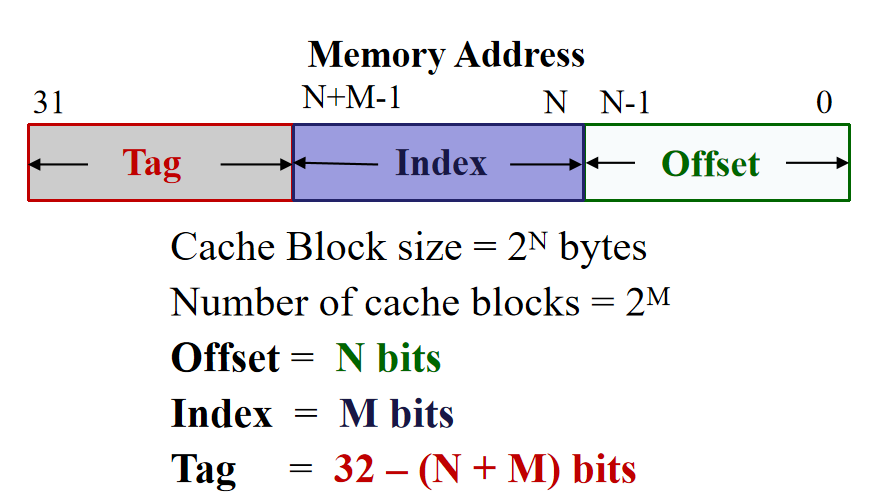 Memory Address
31 N+M-1 N N-1 0
Tag Index Offset
Cache Block size = 2ᴺ bytes
Number of cache blocks = 2ᴹ
Offset = N bits
Index = M bits
Tag = 32 – (N + M) bits